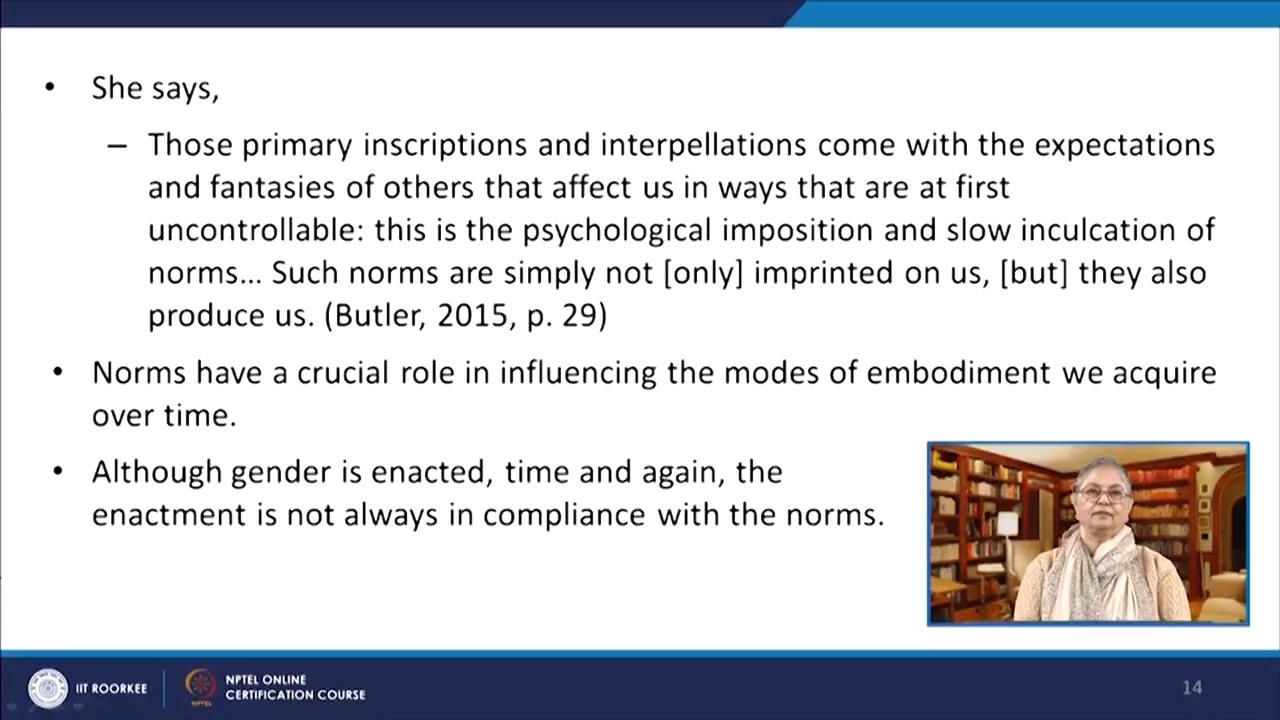 • She says,
– Those primary inscriptions and interpellations come with the expectations
and fantasies of others that affect us in ways that are at first
uncontrollable: this is the psychological imposition and slow inculcation of
norms... Such norms are simply not [only] imprinted on us, [but] they also
produce us. (Butler, 2015, p. 29)
• Norms have a crucial role in influencing the modes of embodiment we acquire
over time.
• Although gender is enacted, time and again, the
enactment is not always in compliance with the norms.
IIT ROORKEE
NPTEL
NPTEL ONLINE
CERTIFICATION COURSE
14